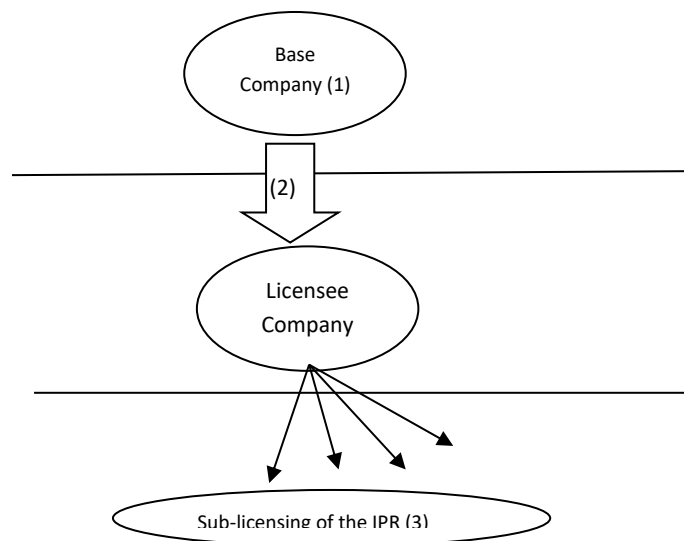 Base
Company (1)
(2)
Licensee
Company
Sub-licensing of the IPR (3)